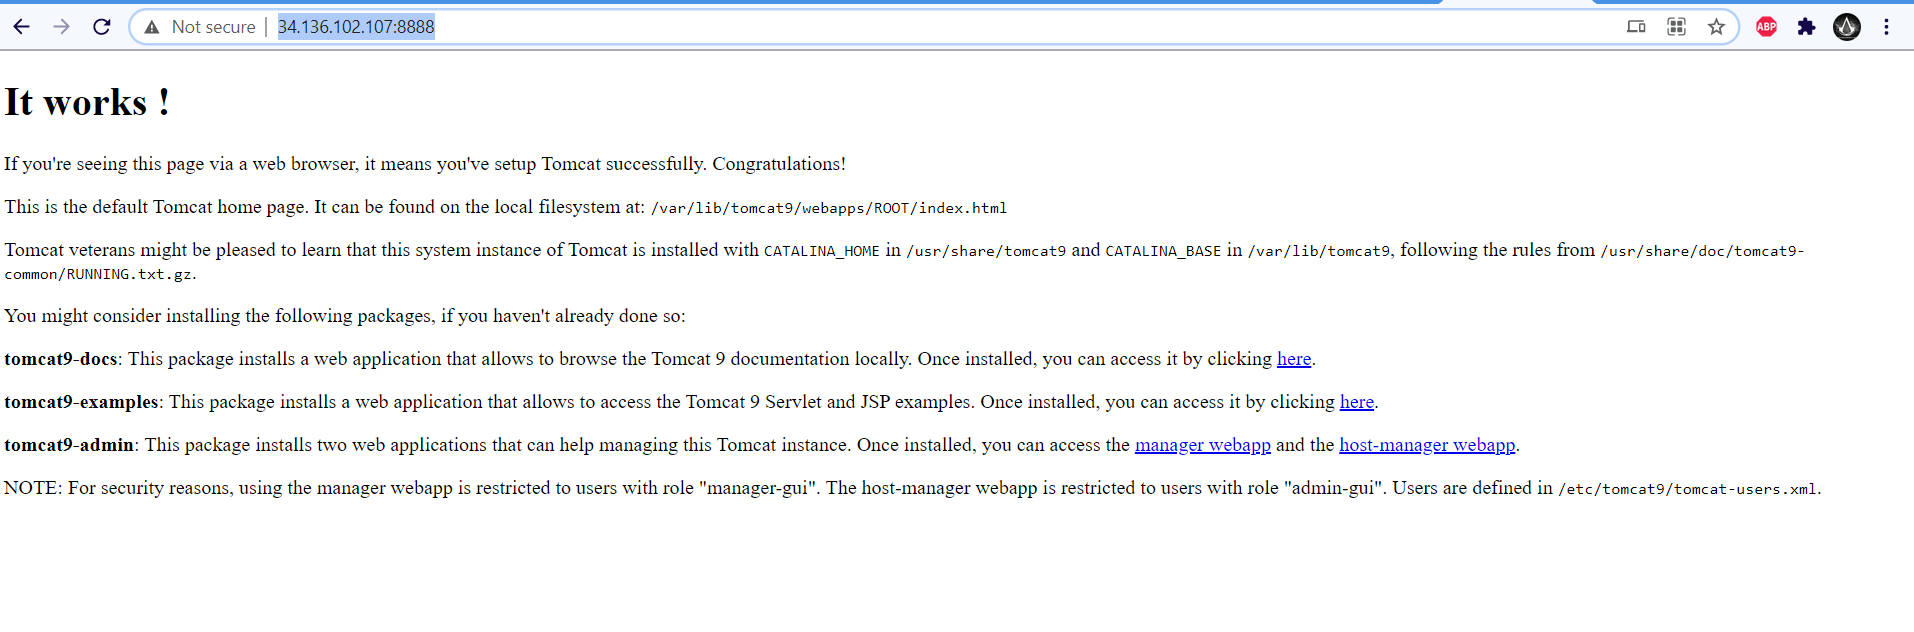 Not secure | 34.136.102.107:8888
ABP
It works !
If you're seeing this page via a web browser, it means you've setup Tomcat successfully. Congratulations!
This is the default Tomcat home page. It can be found on the local filesystem at: /var/lib/tomcat9/webapps/ROOT/index.html
Tomcat veterans might be pleased to learn that this system instance of Tomcat is installed with CATALINA_HOME in /usr/share/tomcat9 and CATALINA_BASE in /var/lib/tomcat9, following the rules from /usr/share/doc/tomcat9-
common/RUNNING.txt.gz.
You might consider installing the following packages, if you haven't already done so:
tomcat9-docs: This package installs a web application that allows to browse the Tomcat 9 documentation locally. Once installed, you can access it by clicking here.
tomcat9-examples: This package installs a web application that allows to access the Tomcat 9 Servlet and JSP examples. Once installed, you can access it by clicking here.
tomcat9-admin: This package installs two web applications that can help managing this Tomcat instance. Once installed, you can access the manager webapp and the host-manager webapp.
NOTE: For security reasons, using the manager webapp is restricted to users with role "manager-gui". The host-manager webapp is restricted to users with role "admin-gui". Users are defined in /etc/tomcat9/tomcat-users.xml.